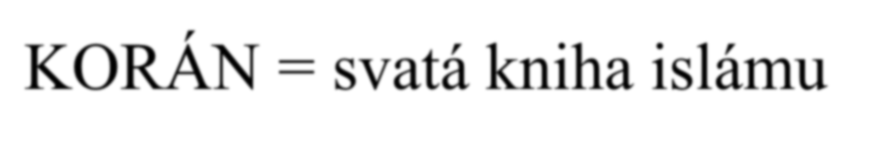 KORÁN = svatá kniha islámu